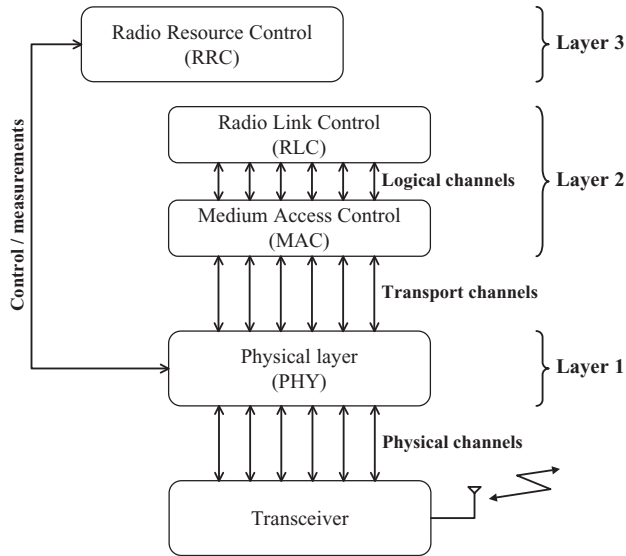 Radio Resource Control
(RRC)
Layer 3
Control / measurements
Radio Link Control
(RLC)
Logical channels
Layer 2
Medium Access Control
(MAC)
Transport channels
Physical layer
(PHY)
Layer 1
Physical channels
Transceiver